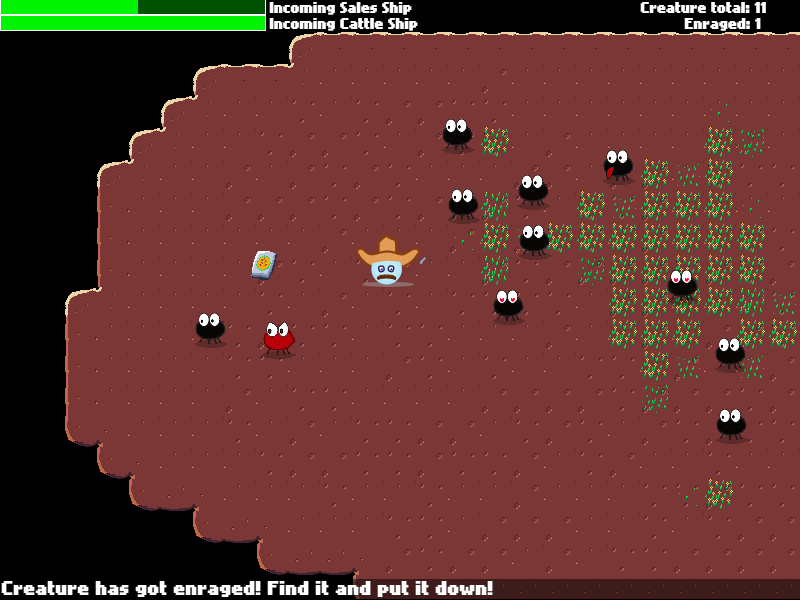 Incoming Sales Ship
Creature total: 11
Incoming Cattle Ship
Enraged: 1
Creature has got enraged! Find it and put it down!